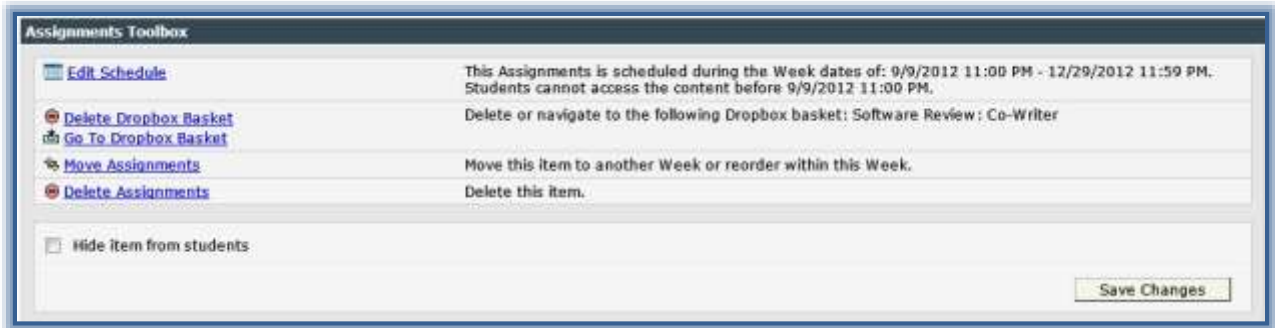 Assignments Toolbox
Edit Schedule
This Assignments is scheduled during the Week dates of: 9/9/2012 11:00 PM - 12/29/2012 11:59 PM.
Students cannot access the content before 9/9/2012 11:00 PM.
Delete Dropbox Basket
Go To Dropbox Basket
Delete or navigate to the following Dropbox basket: Software Review: Co-Writer
Move Assignments
Move this item to another Week or reorder within this Week.
Delete Assignments
Delete this item.
Hide item from students
Save Changes